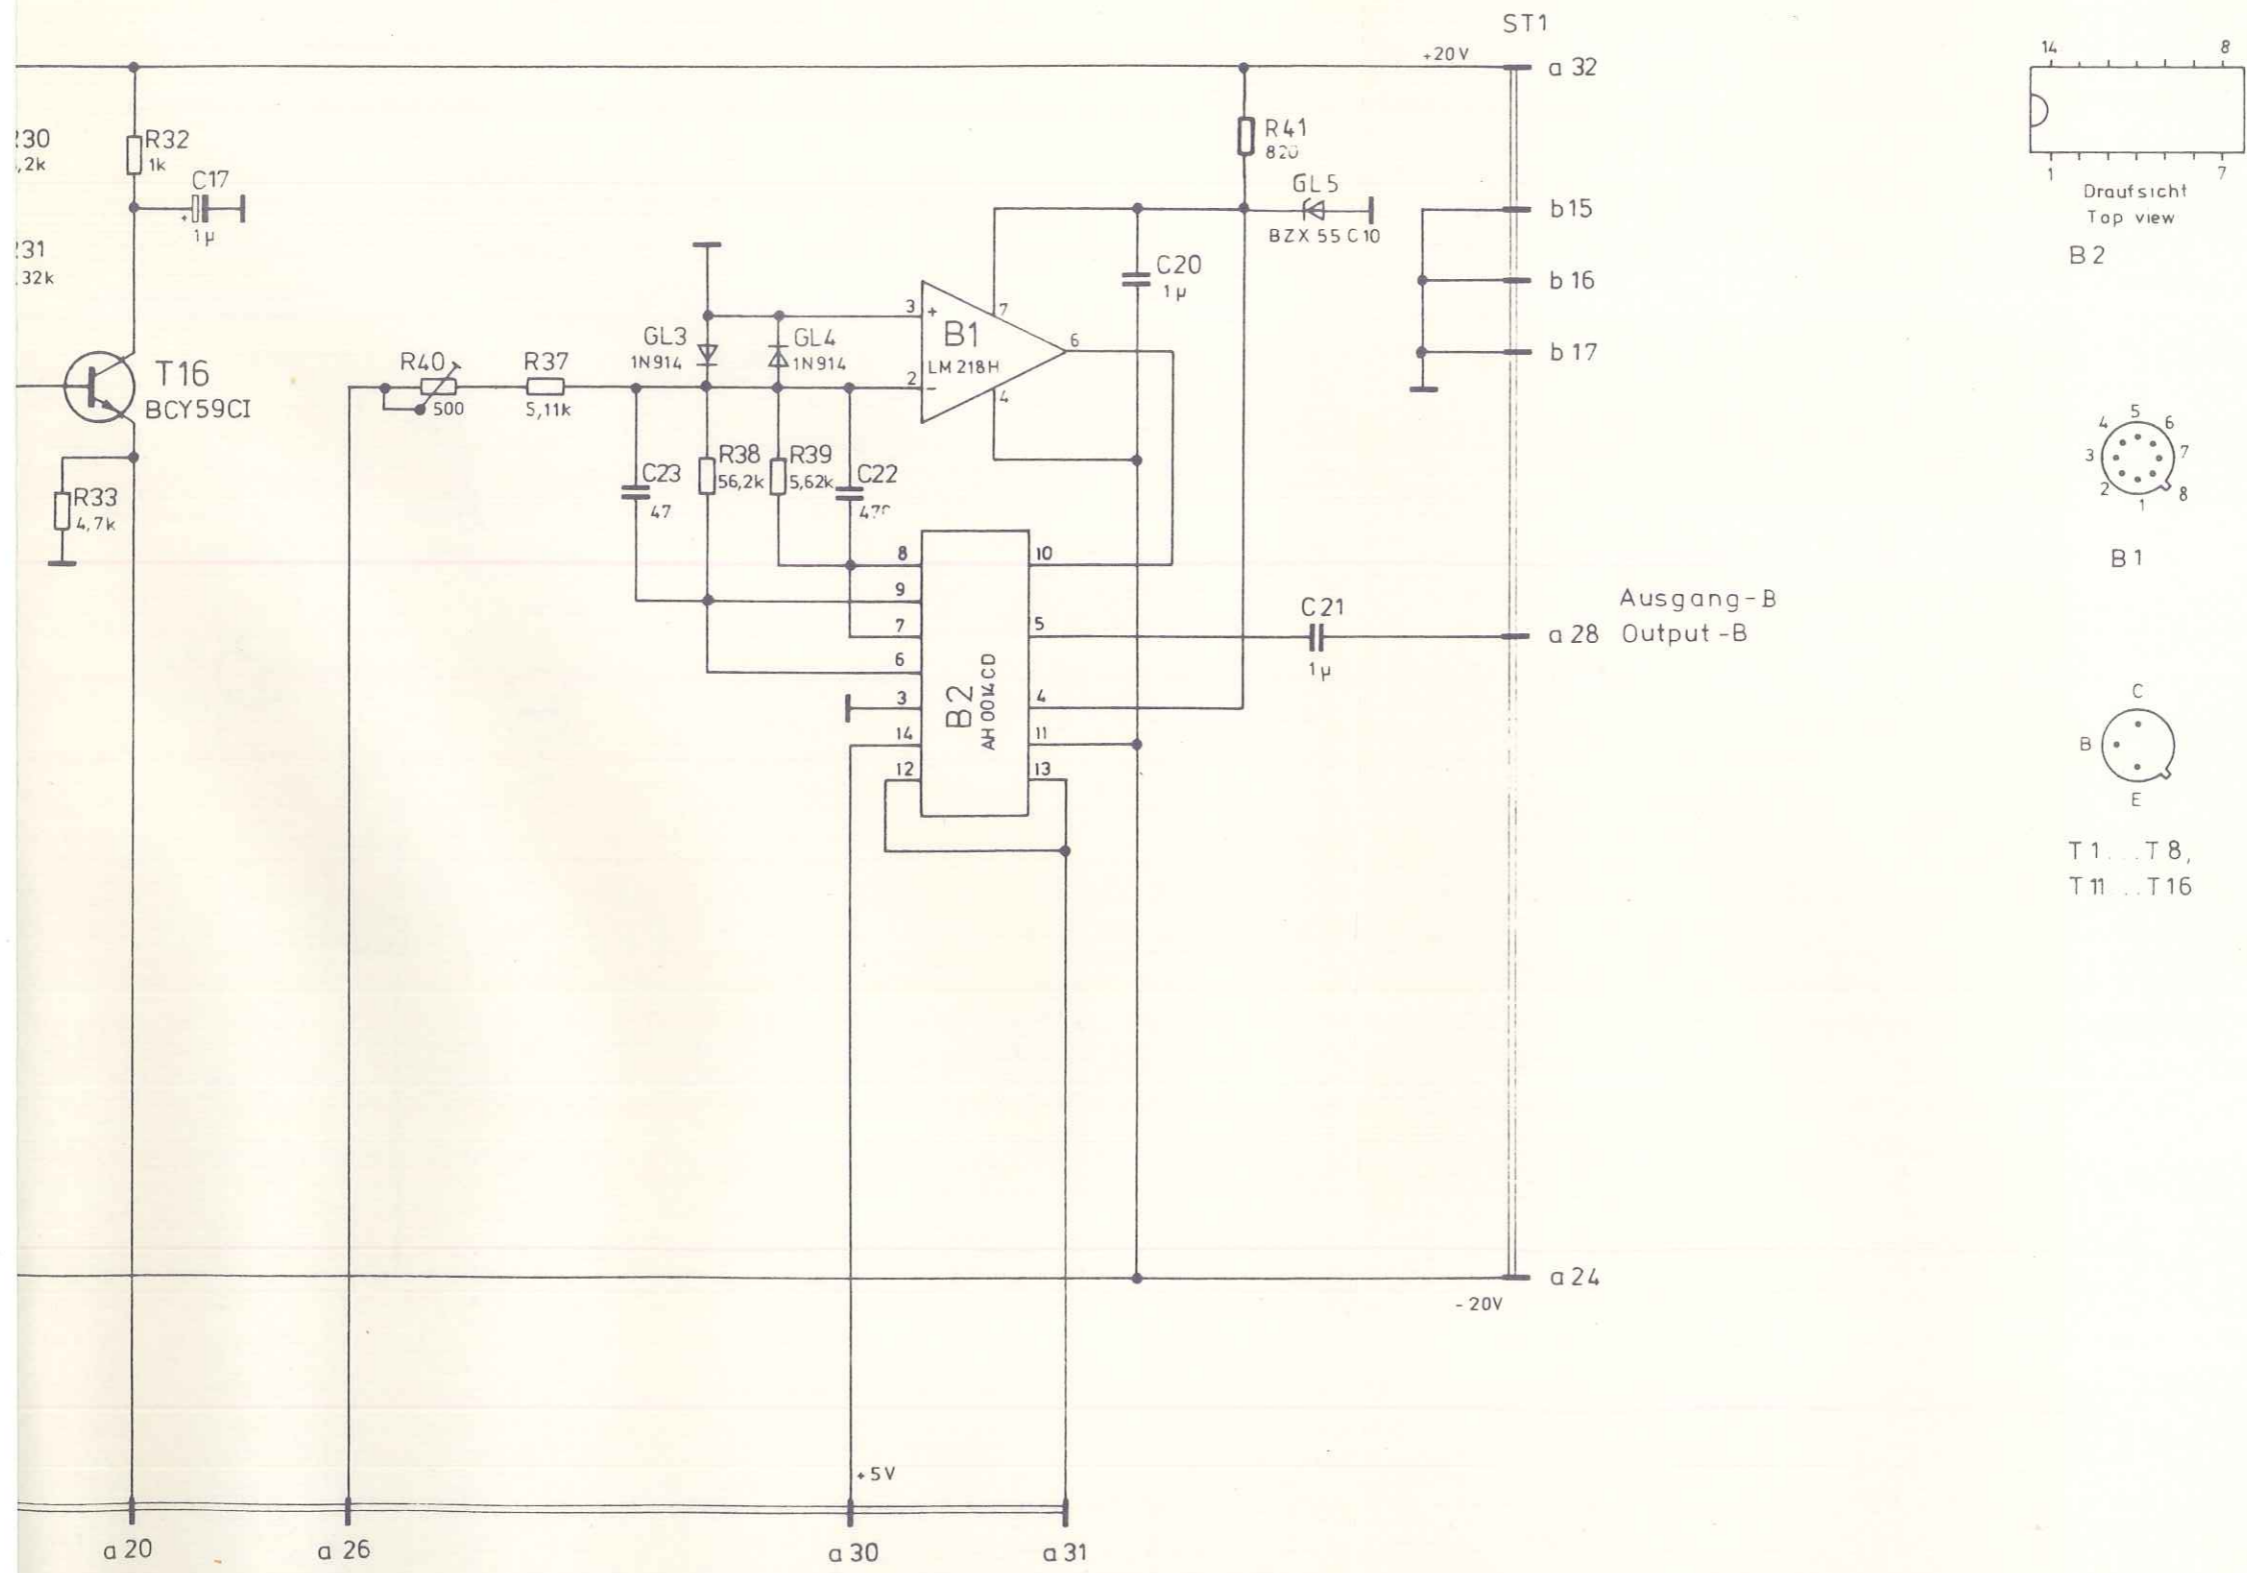 ST1
+20V
a 32
14
8
R32
1k
C17
+
1µ
R41
GL5
BZX 55 C10
b15
b 16
b 17
1
7
Draufsicht
Top view
B2
C20
1µ
GL3
1N914
GL4
1N914
3
+
B1
LM 218H
7
6
2
-
4
T16
BCY59CI
R40
500
R37
5,11k
R33
4,7k
C23
47
R38
56,2k
R39
5,62k
C22
5
4
6
3
7
2
8
1
B1
8
10
9
7
5
6
3
4
14
11
12
13
B2
AH 0014CD
C21
1µ
a 28
Ausgang-B
Output-B
C
B
E
T1...T8,
T11...T16
a 24
- 20V
+5V
a 20
a 26
a 30
a 31